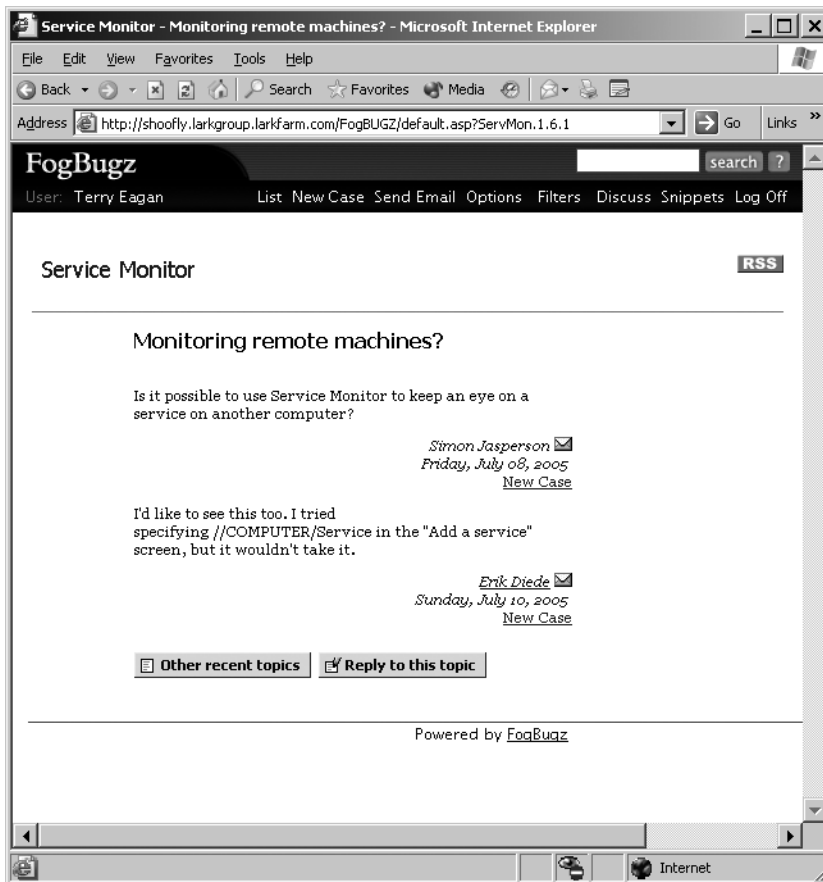 Service Monitor - Monitoring remote machines? - Microsoft Internet Explorer
File Edit View Favorites Tools Help
Back Search Favorites Media
Address http://shoofly.larkgroup.larkfarm.com/FogBUGZ/default.asp?ServMon.1.6.1 Go Links »
FogBugz search ?
User: Terry Eagan List New Case Send Email Options Filters Discuss Snippets Log Off
Service Monitor RSS
Monitoring remote machines?
Is it possible to use Service Monitor to keep an eye on a
service on another computer?
Simon Jasperson
Friday, July 08, 2005
New Case
I'd like to see this too. I tried
specifying //COMPUTER/Service in the "Add a service"
screen, but it wouldn't take it.
Erik Diede
Sunday, July 10, 2005
New Case
Other recent topics Reply to this topic
Powered by FogBugz
Internet